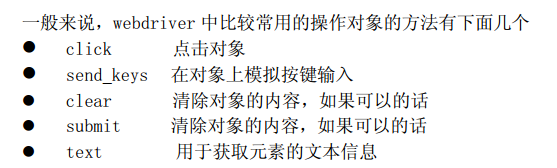 一般来说，webdriver 中比较常用的操作对象的方法有下面几个
● click 点击对象
● send_keys 在对象上模拟按键输入
● clear 清除对象的内容，如果可以的话
● submit 清除对象的内容，如果可以的话
● text 用于获取元素的文本信息